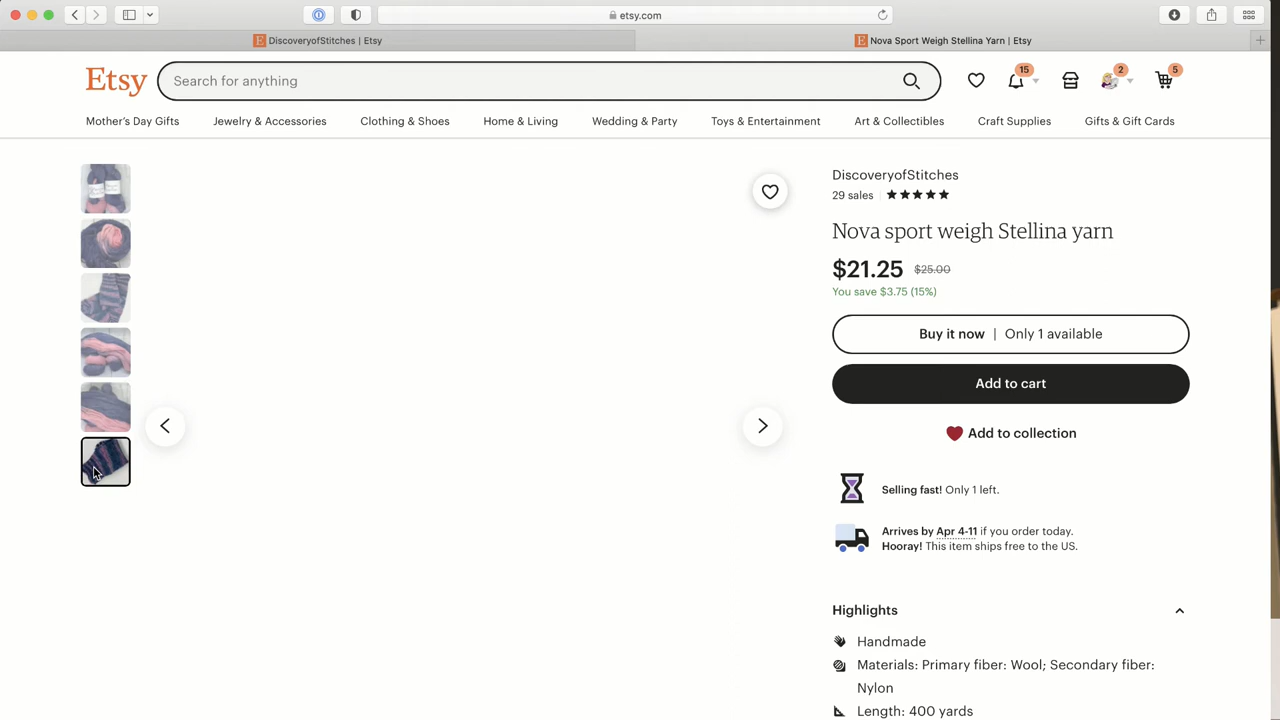 etsy.com
DiscoveryofStitches | Etsy
Nova Sport Weigh Stellina Yarn | Etsy
Etsy
Search for anything
15
2
5
Mother's Day Gifts
Jewelry & Accessories
Clothing & Shoes
Home & Living
Wedding & Party
Toys & Entertainment
Art & Collectibles
Craft Supplies
Gifts & Gift Cards
DiscoveryofStitches
29 sales
Nova sport weigh Stellina yarn
$21.25 $25.00
You save $3.75 (15%)
Buy it now | Only 1 available
Add to cart
Add to collection
Selling fast! Only 1 left.
Arrives by Apr 4-11 if you order today.
Hooray! This item ships free to the US.
Highlights
Handmade
Materials: Primary fiber: Wool; Secondary fiber:
Nylon
Length: 400 yards